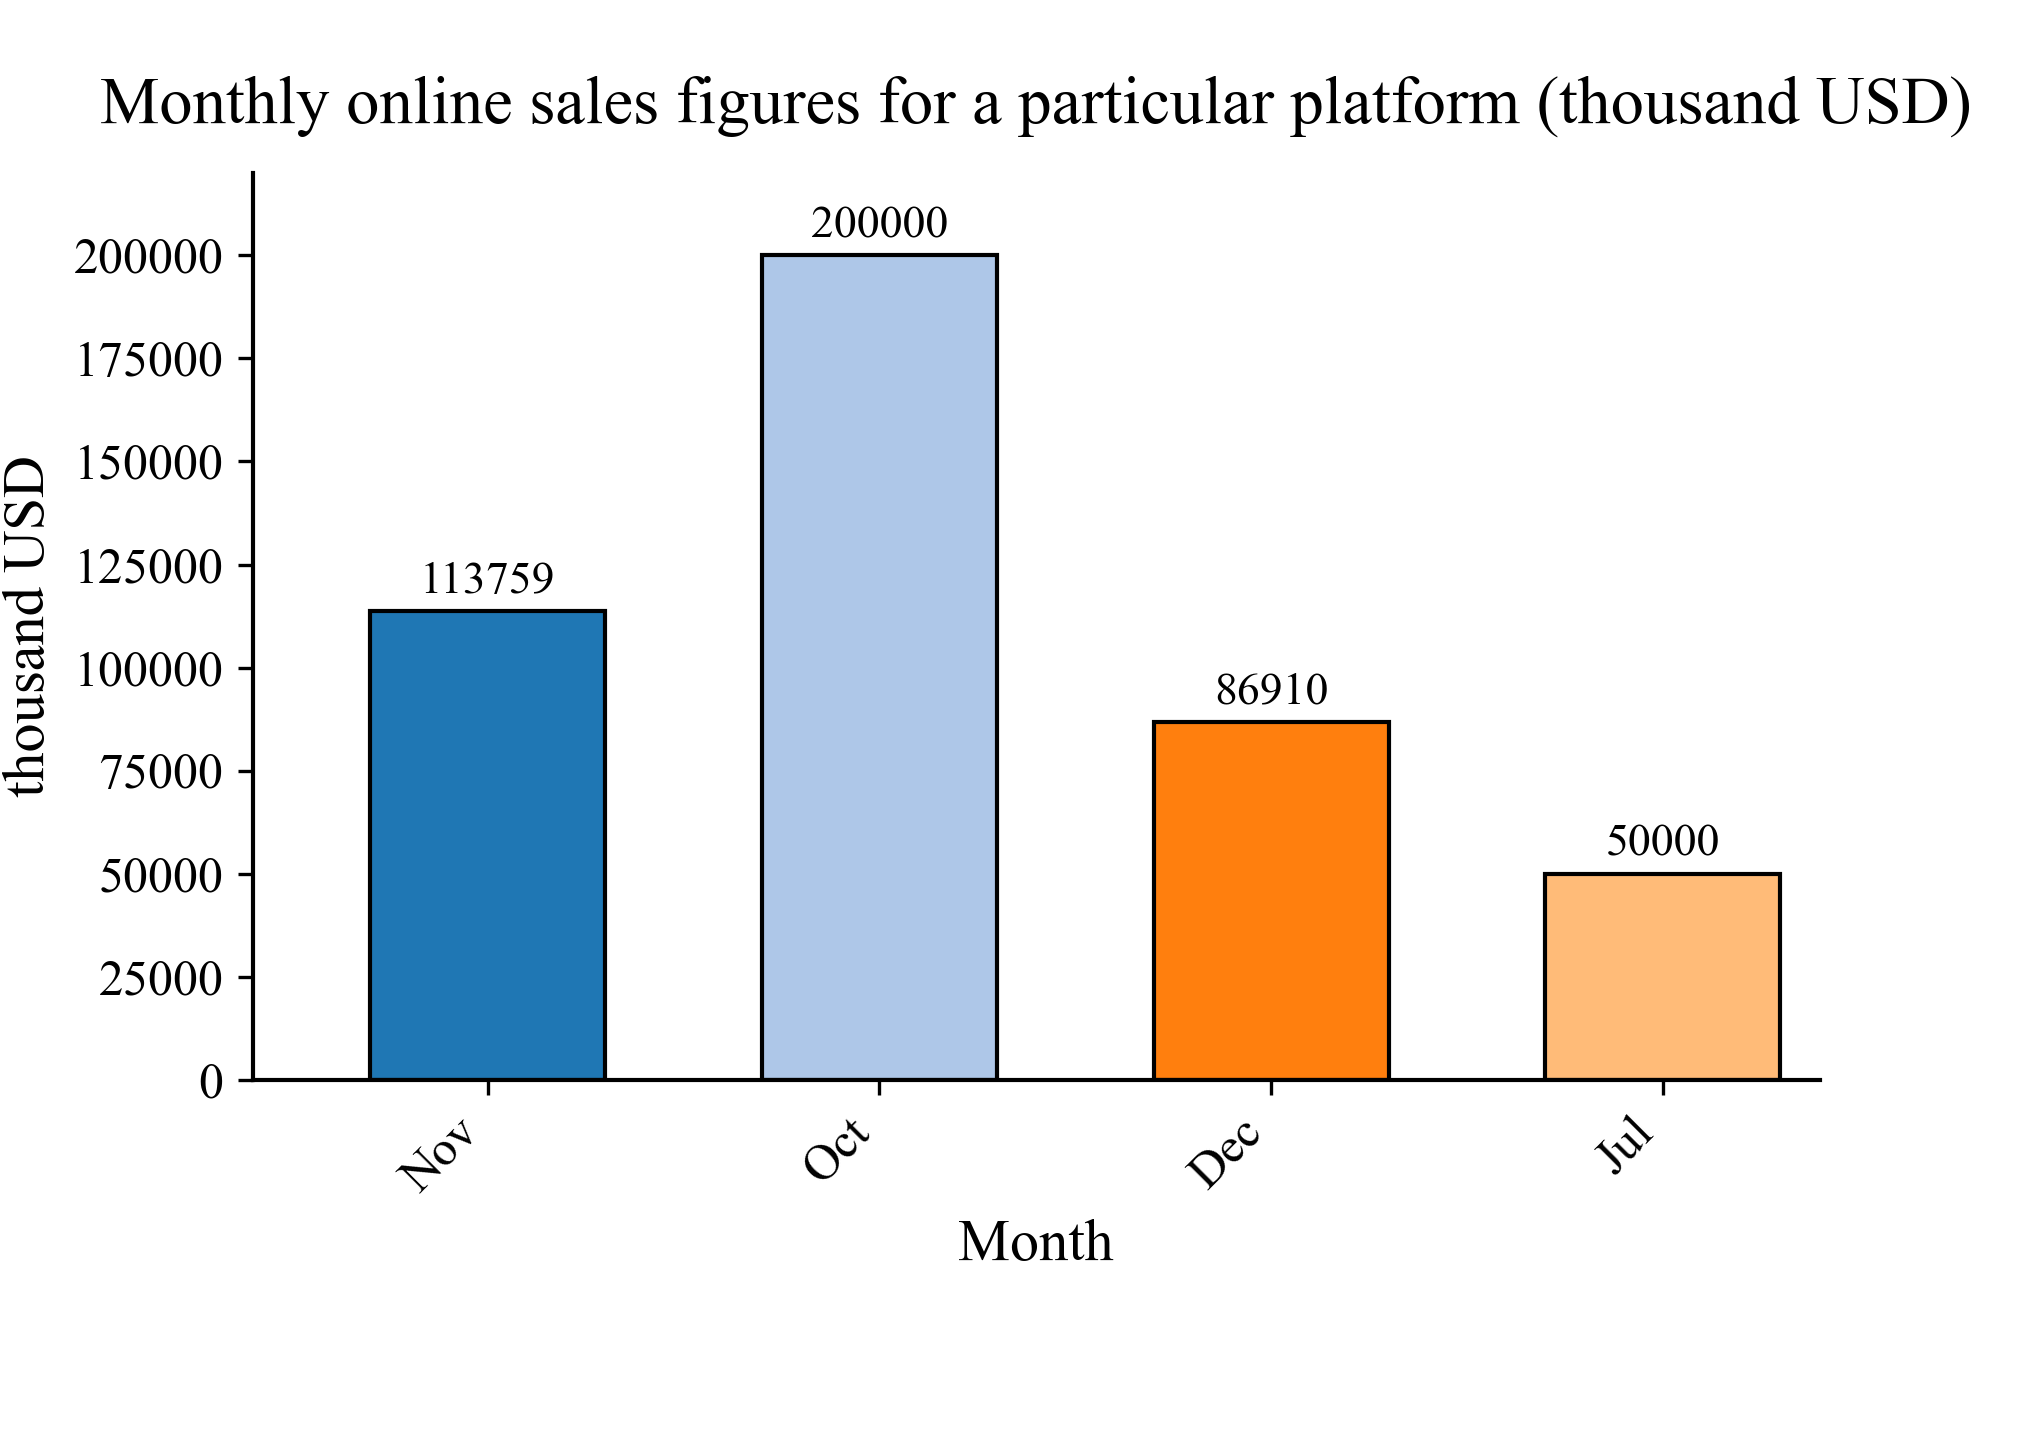 Monthly online sales figures for a particular platform (thousand USD)
thousand USD
200000
175000
150000
125000
100000
75000
50000
25000
0
113759
200000
86910
50000
Nov
Oct
Dec
Jul
Month